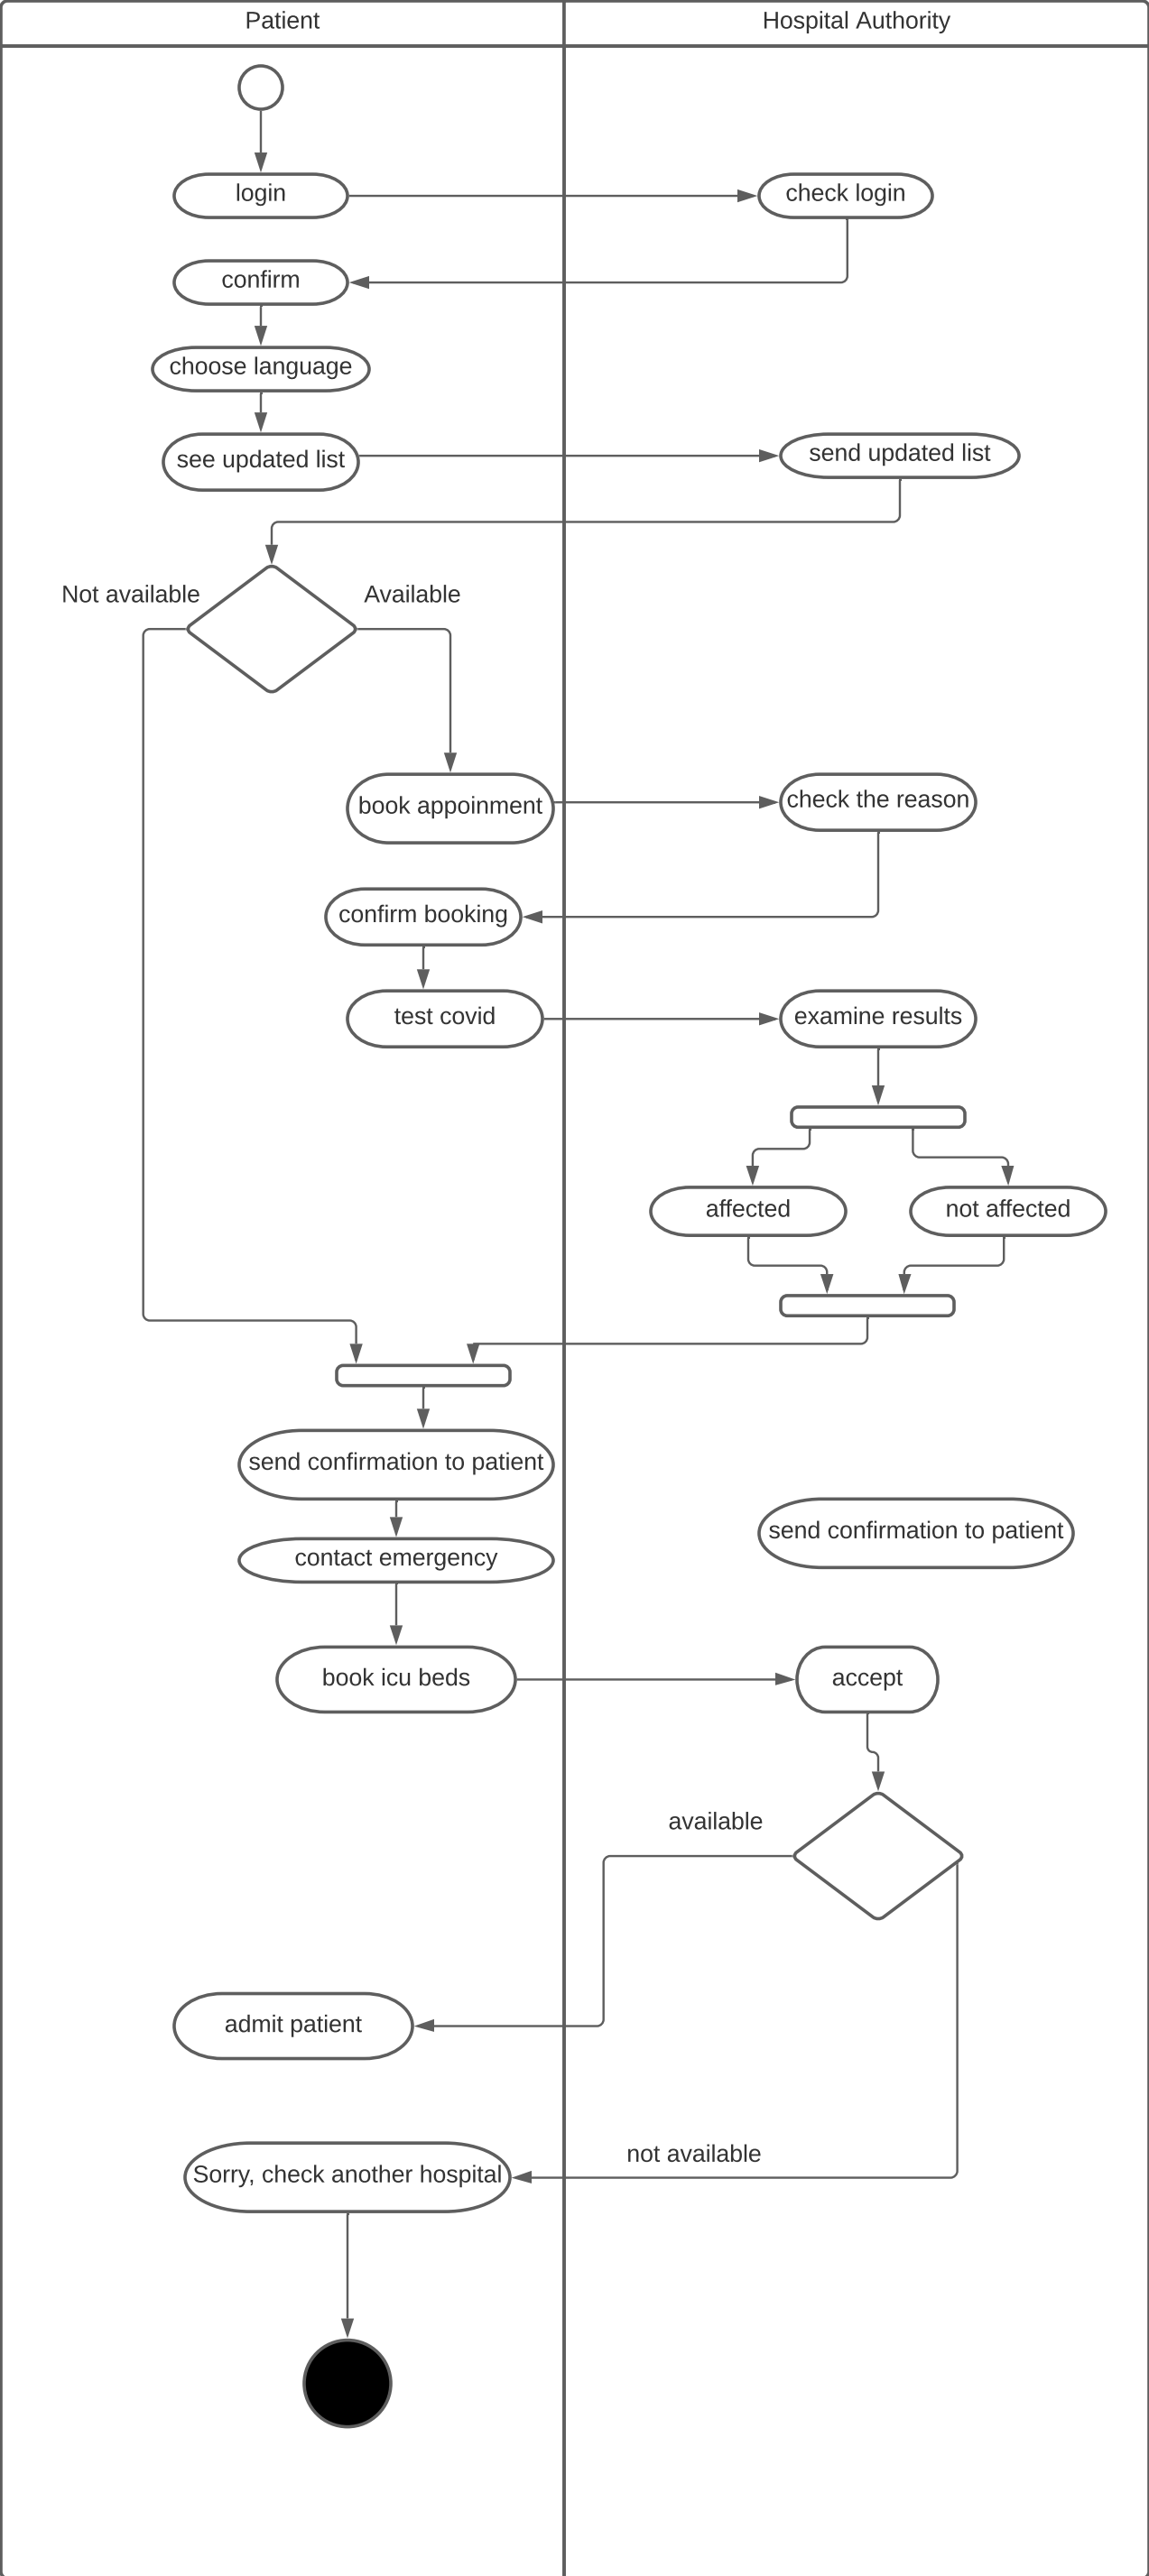 Patient
Hospital Authority
login
check login
confirm
choose language
see updated list
send updated list
Not available
Available
book appoinment
check the reason
confirm booking
test covid
examine results
affected
not affected
send confirmation to patient
send confirmation to patient
contact emergency
book icu beds
accept
available
admit patient
not available
Sorry, check another hospital